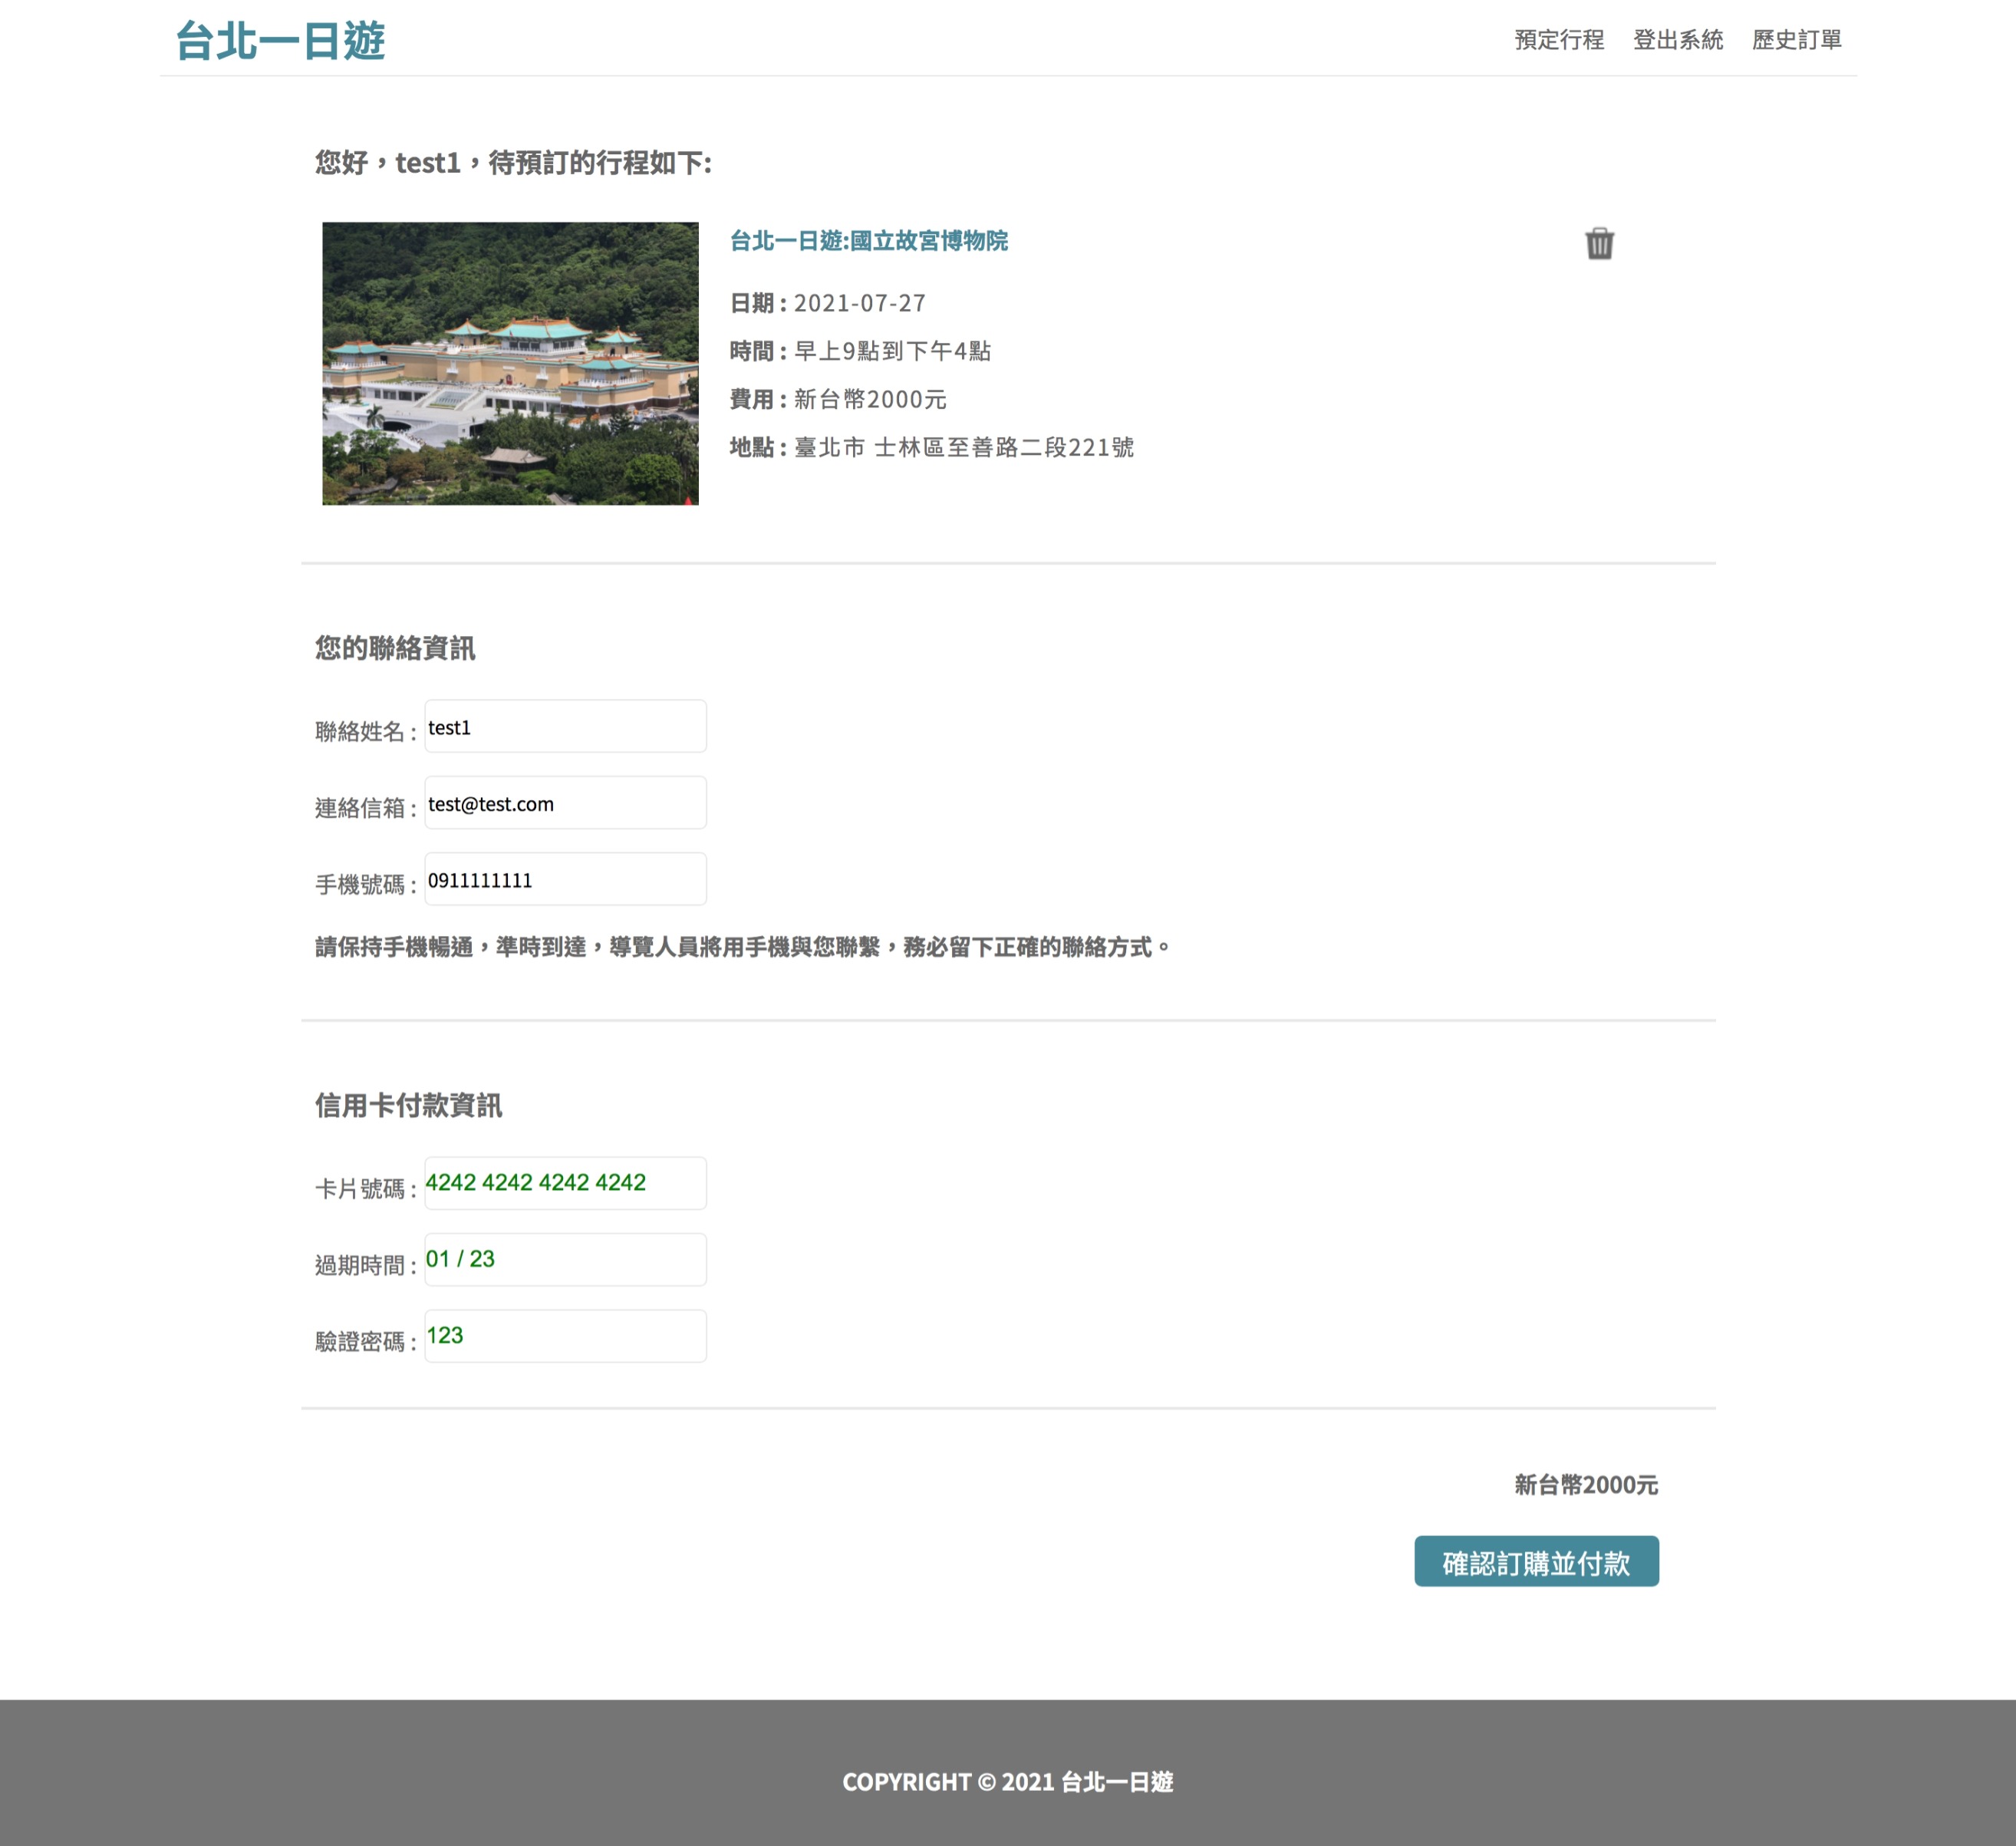 台北一日遊
預定行程 登出系統 歷史訂單
您好，test1，待預訂的行程如下:
台北一日遊:國立故宮博物院
日期 : 2021-07-27
時間 : 早上9點到下午4點
費用 : 新台幣2000元
地點 : 臺北市 士林區至善路二段221號
您的聯絡資訊
聯絡姓名 : test1
連絡信箱 : test@test.com
手機號碼 : 0911111111
請保持手機暢通，準時到達，導覽人員將用手機與您聯繫，務必留下正確的聯絡方式。
信用卡付款資訊
卡片號碼 : 4242 4242 4242 4242
過期時間 : 01 / 23
驗證密碼 : 123
新台幣2000元
確認訂購並付款
COPYRIGHT © 2021 台北一日遊